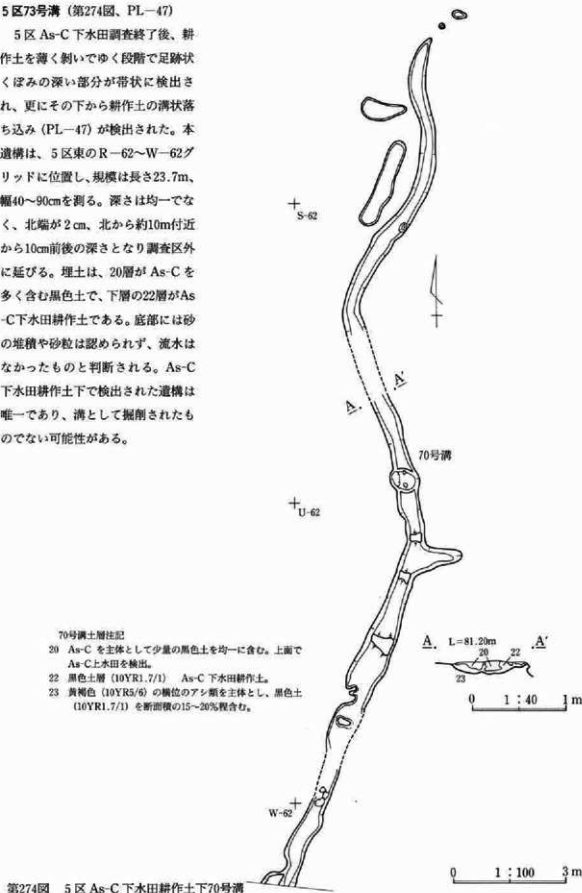 5区73号溝(第274図、PL―47)
5区As-C下水田調査終了後、耕
作土を薄く剝いでゆく段階で足跡状
くぼみの深い部分が帯状に検出さ
れ、更にその下から耕作土の溝状落
ち込み(PL―47)が検出された。本
遺構は、5区東のR―62~W―62グ
リッドに位置し、規模は長さ23.7m、
幅40~90cmを測る。深さは均一でな
く、北端が2cm、北から約10m付近
から10cm前後の深さとなり調査区外
に延びる。埋土は、20層がAs-Cを
多く含む黒色土で、下層の22層がAs
-C下水田耕作土である。底部には砂
の堆積や砂粒は認められず、流水は
なかったものと判断される。As-C
下水田耕作土下で検出された遺構は
唯一であり、溝として掘削されたも
のでない可能性がある。
S-62
A. .A'
70号溝
U-62
70号溝土層注記
20 As-Cを主体として少量の黒色土を均一に含む。上面で
As-C上水田を検出。
22 黒色土層(10YR1.7/1) As-C下水田耕作土。
23 黄褐色(10YR5/6)の横位のアシ類を主体とし、黒色土
(10YR1.7/1)を断面積の15~20%程含む。
A. L=81.20m .A'
20 22
23
0 1:40 1m
W-62
0 1:100 3m
第274図 5区As-C下水田耕作土下70号溝